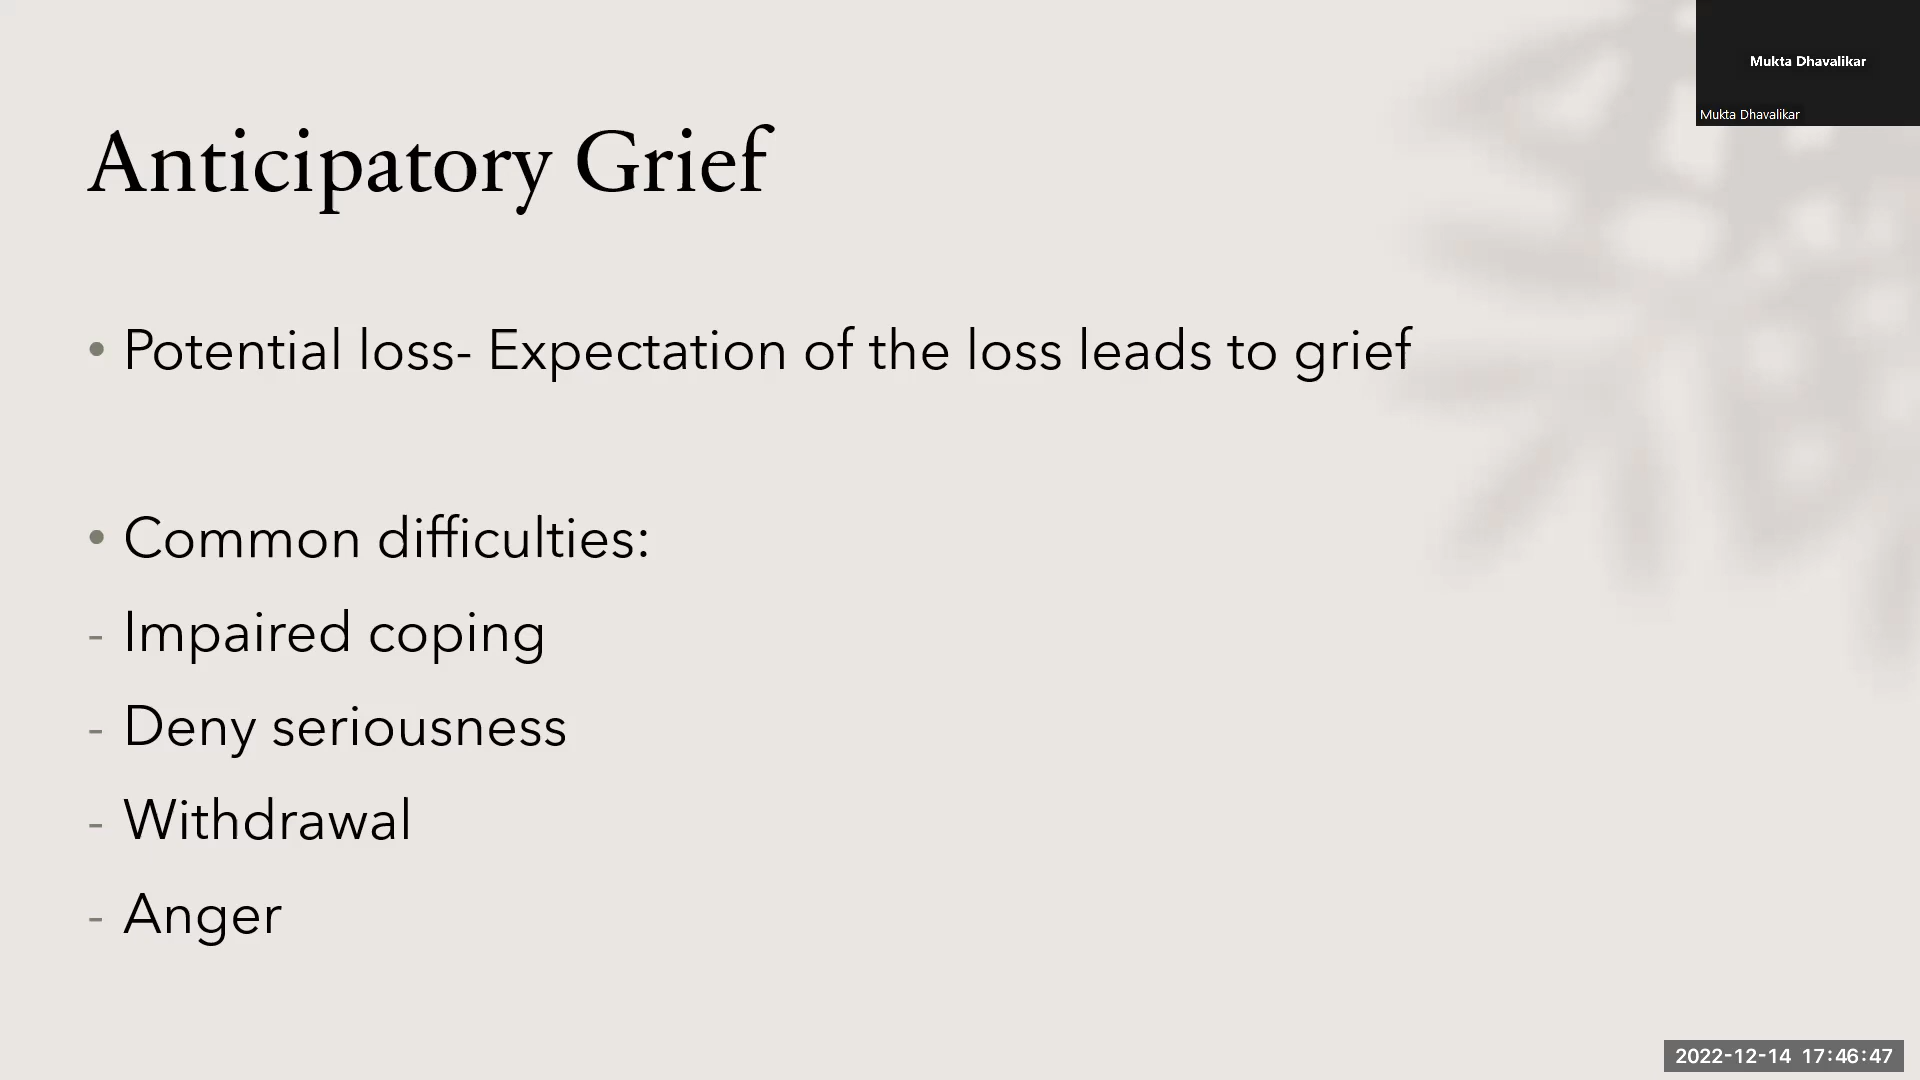 Mukta Dhavalikar
Mukta Dhavalikar
Anticipatory Grief
• Potential loss- Expectation of the loss leads to grief
• Common difficulties:
- Impaired coping
- Deny seriousness
- Withdrawal
- Anger
2022-12-14 17:46:47